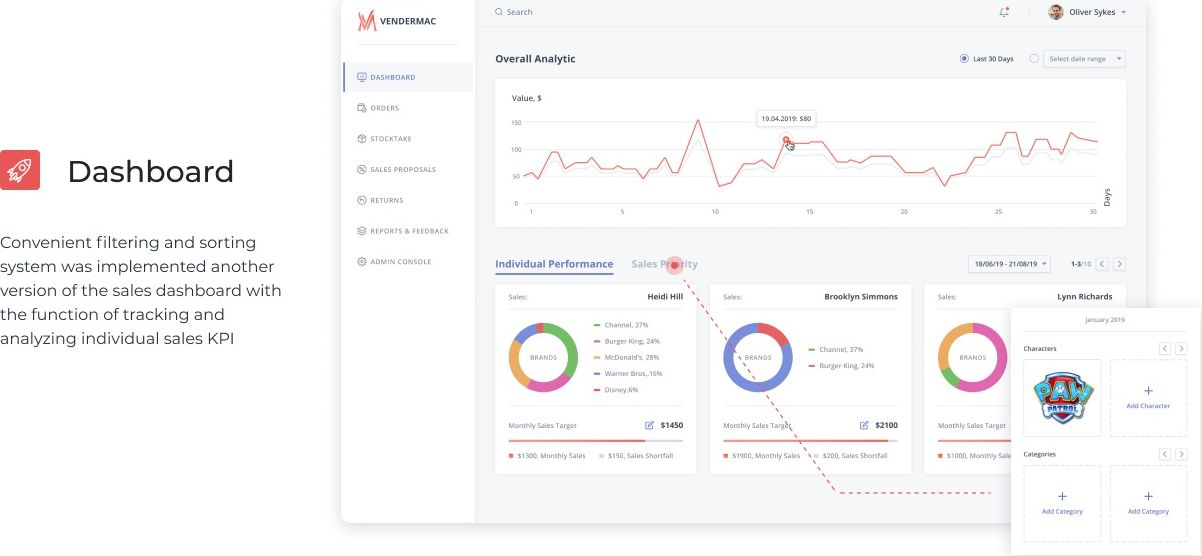 Dashboard
Convenient filtering and sorting
system was implemented another
version of the sales dashboard with
the function of tracking and
analyzing individual sales KPI
VENDERMAC
DASHBOARD
ORDERS
STOCKTAKE
SALES PROPOSALS
RETURNS
REPORTS & FEEDBACK
ADMIN CONSOLE
Search
Oliver Sykes
Overall Analytic
Last 30 Days
Select date range
Value, $
19.04.2019: $80
150
100
50
0
1 5 10 15 20 25 30
Days
Individual Performance Sales Priority
18/06/19 - 21/08/19
1-3/10
Sales: Heidi Hill
BRANDS
Channel, 37%
Burger King, 24%
McDonald's, 28%
Warner Bros.,16%
Disney,6%
Monthly Sales Target $1450
$1300, Monthly Sales $150, Sales Shortfall
Sales: Brooklyn Simmons
BRANDS
Channel, 37%
Burger King, 24%
Monthly Sales Target $2100
$1900, Monthly Sales $200, Sales Shortfall
Sales: Lynn Richards
BRANDS
Monthly Sales Target
$1000, Monthly Sales
January 2019
Characters
PAW
PATROL
Add Character
Categories
Add Category
Add Category